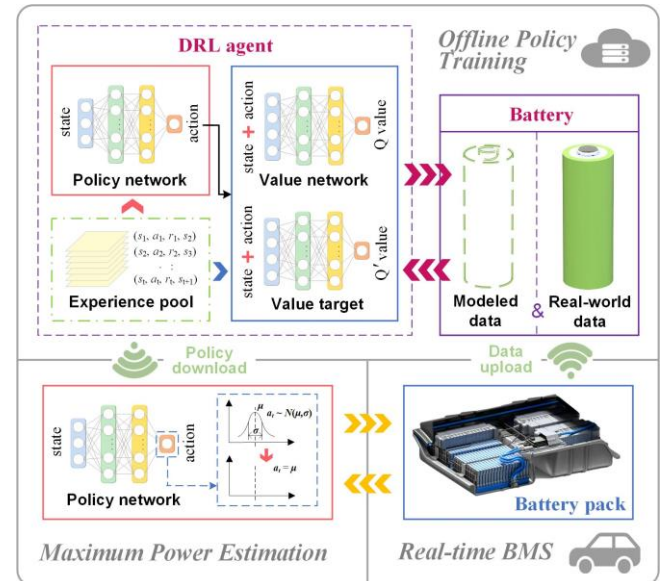 DRL agent
Offline Policy
Training
state
action
Policy network
state + action
Q value
Value network
Battery
(s1, a1, r1, s2)
(s2, a2, r2, s3)
⋮
(st, at, rt, st+1)
Experience pool
state + action
Q′ value
Value target
Modeled
data
&
Real-world
data
Policy
download
Data
upload
state
action
Policy network
μ
at ~ N(μ,σ)
σ
at = μ
Battery pack
Maximum Power Estimation
Real-time BMS